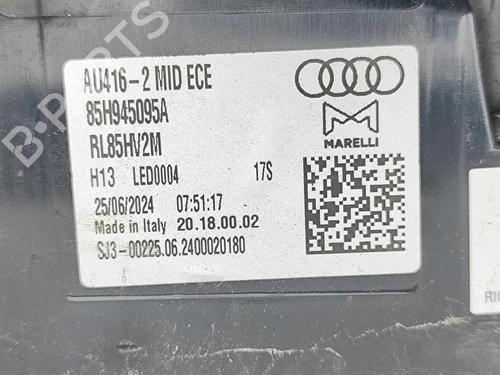 AU416-2 MID ECE
85H945095A
RL85HV2M
MARELLI
H13 LED0004 17S
25/06/2024 07:51:17
Made in Italy 20.18.00.02
SJ3-00225.06.2400020180
B-PARTS